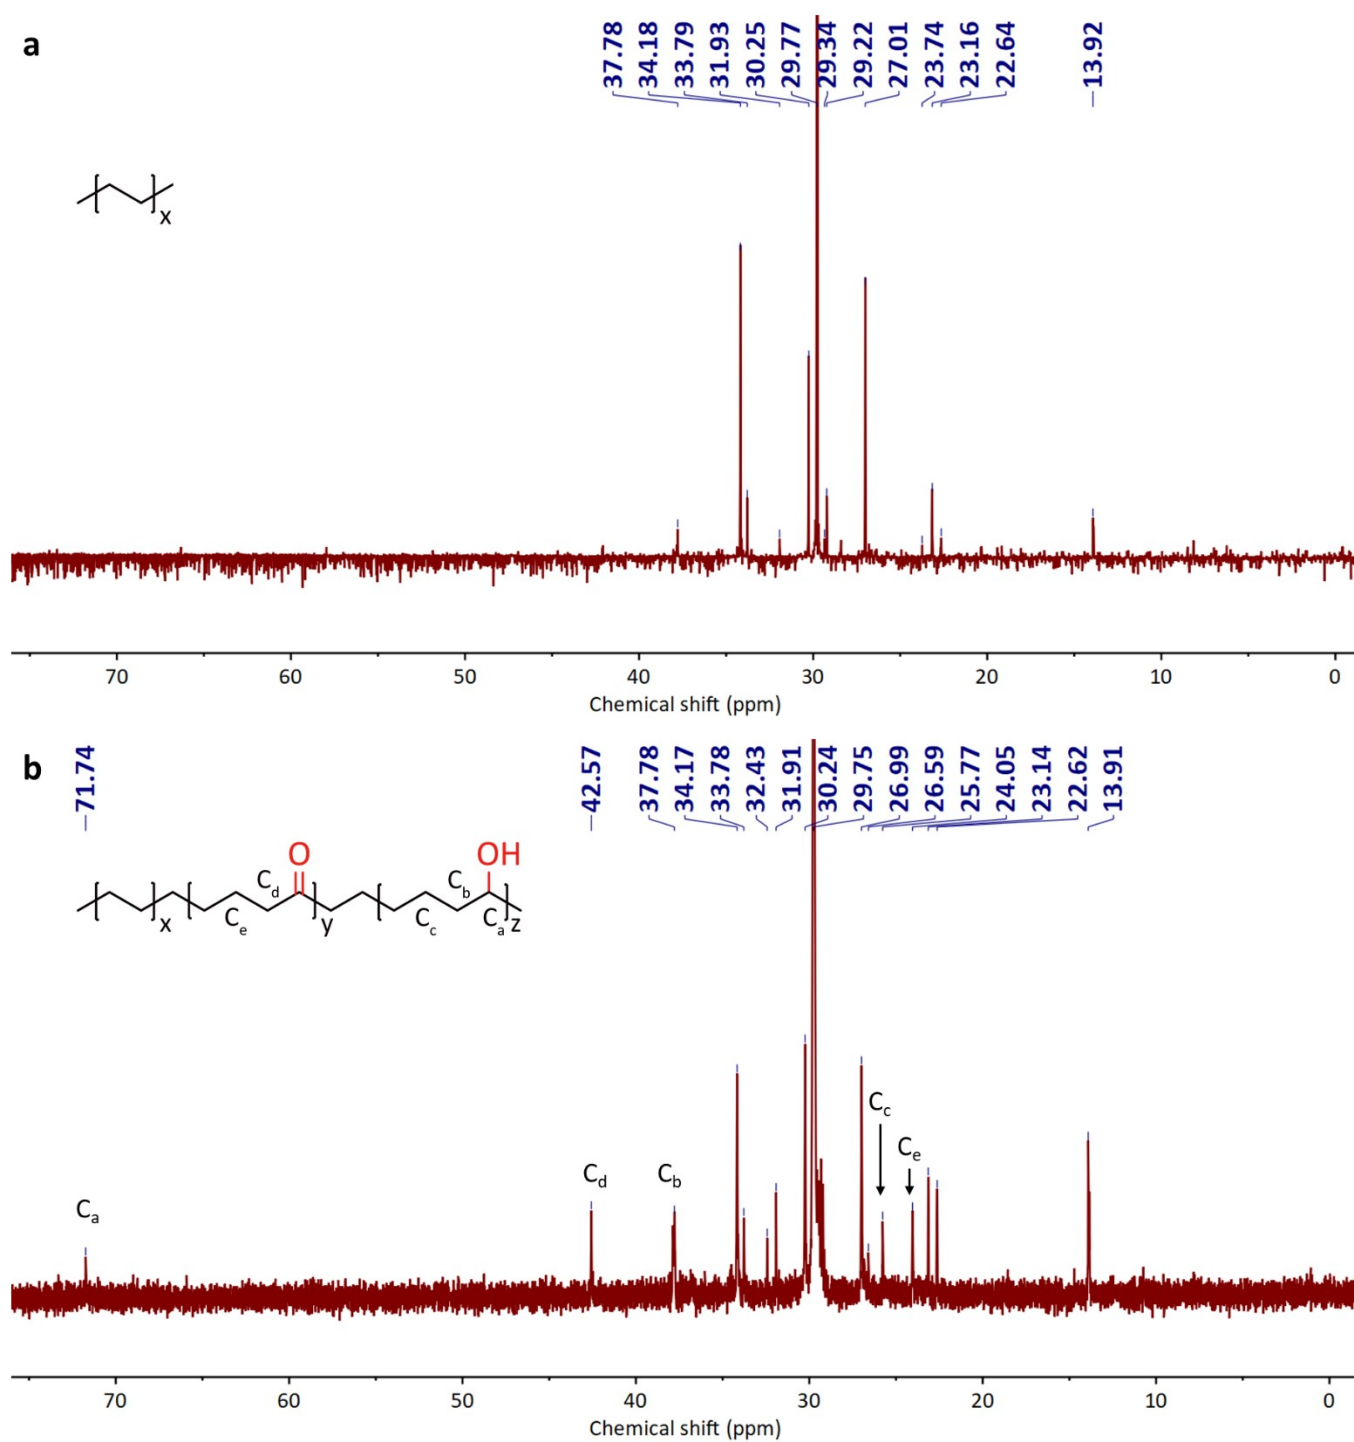 a
37.78 34.18 33.79 31.93 30.25 29.77 29.34 29.22 27.01 23.74 23.16 22.64 13.92
x
70 60 50 40 30 20 10 0
Chemical shift (ppm)
b
71.74 42.57 37.78 34.17 33.78 32.43 31.91 30.24 29.75 26.99 26.59 25.77 24.05 23.14 22.62 13.91
O OH
Cd Cb
x Ce y Cc Ca z
Cc
Ce
Cd Cb
Ca
70 60 50 40 30 20 10 0
Chemical shift (ppm)